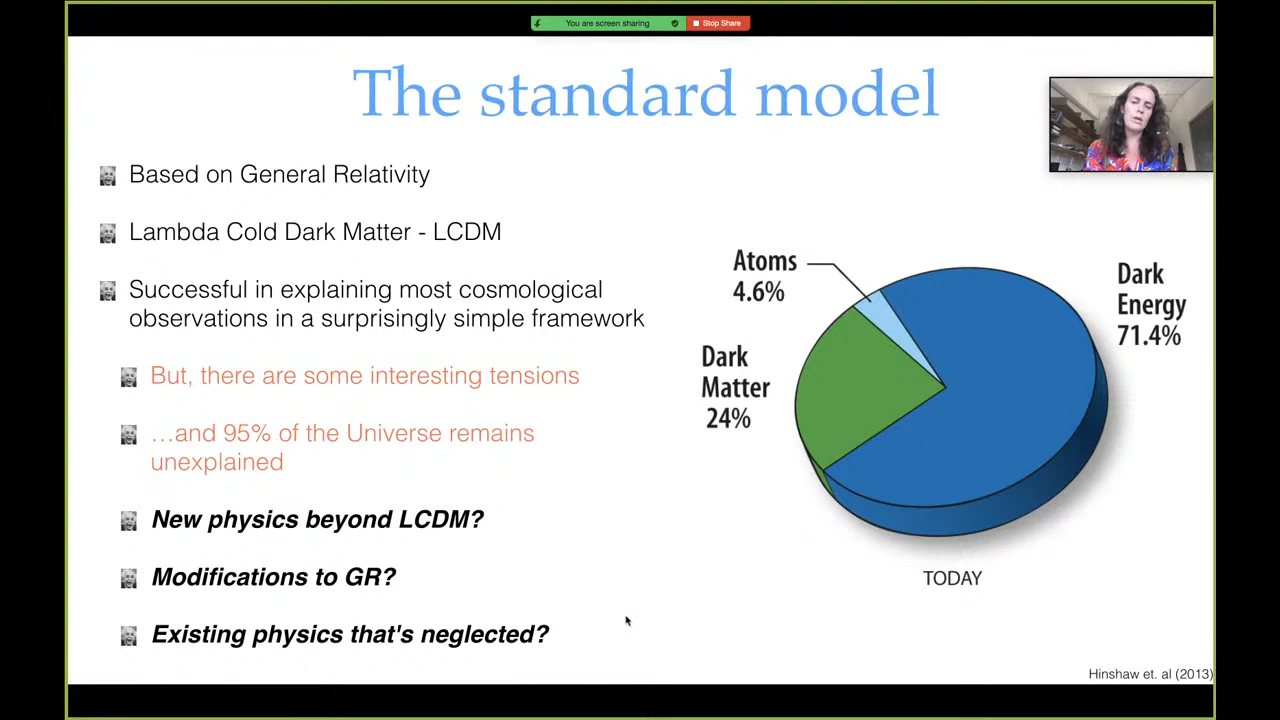 You are screen sharing
Stop Share
The standard model
Based on General Relativity
Lambda Cold Dark Matter - LCDM
Successful in explaining most cosmological
observations in a surprisingly simple framework
But, there are some interesting tensions
…and 95% of the Universe remains
unexplained
New physics beyond LCDM?
Modifications to GR?
Existing physics that's neglected?
Atoms
4.6%
Dark
Energy
71.4%
Dark
Matter
24%
TODAY
Hinshaw et. al (2013)